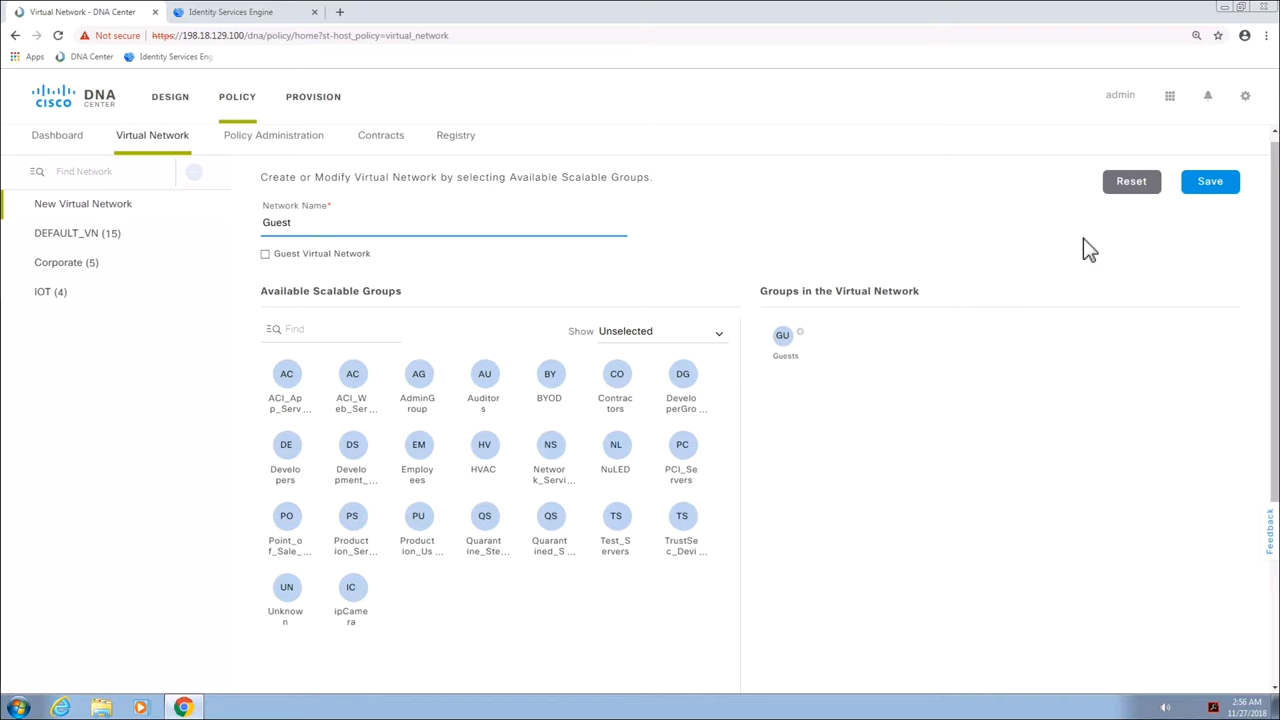 Virtual Network - DNA Center
Identity Services Engine
Not secure
https://198.18.129.100/dna/policy/home?st-host_policy=virtual_network
Apps
DNA Center
Identity Services Eng
CISCO
DNA
CENTER
DESIGN
POLICY
PROVISION
admin
Dashboard
Virtual Network
Policy Administration
Contracts
Registry
Find Network
New Virtual Network
DEFAULT_VN (15)
Corporate (5)
IOT (4)
Create or Modify Virtual Network by selecting Available Scalable Groups.
Reset
Save
Network Name*
Guest
Guest Virtual Network
Available Scalable Groups
Find
Show
Unselected
AC
AC
AG
AU
BY
CO
DG
ACI_Ap
p_Serv ...
ACI_W
eb_Ser...
AdminG
roup
Auditor
s
BYOD
Contrac
tors
Develo
perGro ...
DE
DS
EM
HV
NS
NL
PC
Develo
pers
Develo
pment_...
Employ
ees
HVAC
Networ
k_Servi...
NuLED
PCI_Se
rvers
PO
PS
PU
QS
QS
TS
TS
Point_o
f_Sale_ ...
Product
ion_Ser...
Product
ion_Us ...
Quarant
ine_Ste...
Quarant
ined_S ...
Test_S
ervers
TrustSe
c_Devi ...
UN
IC
Unknow
n
ipCame
ra
Groups in the Virtual Network
GU
Guests
Feedback
2:56 AM
11/27/2018